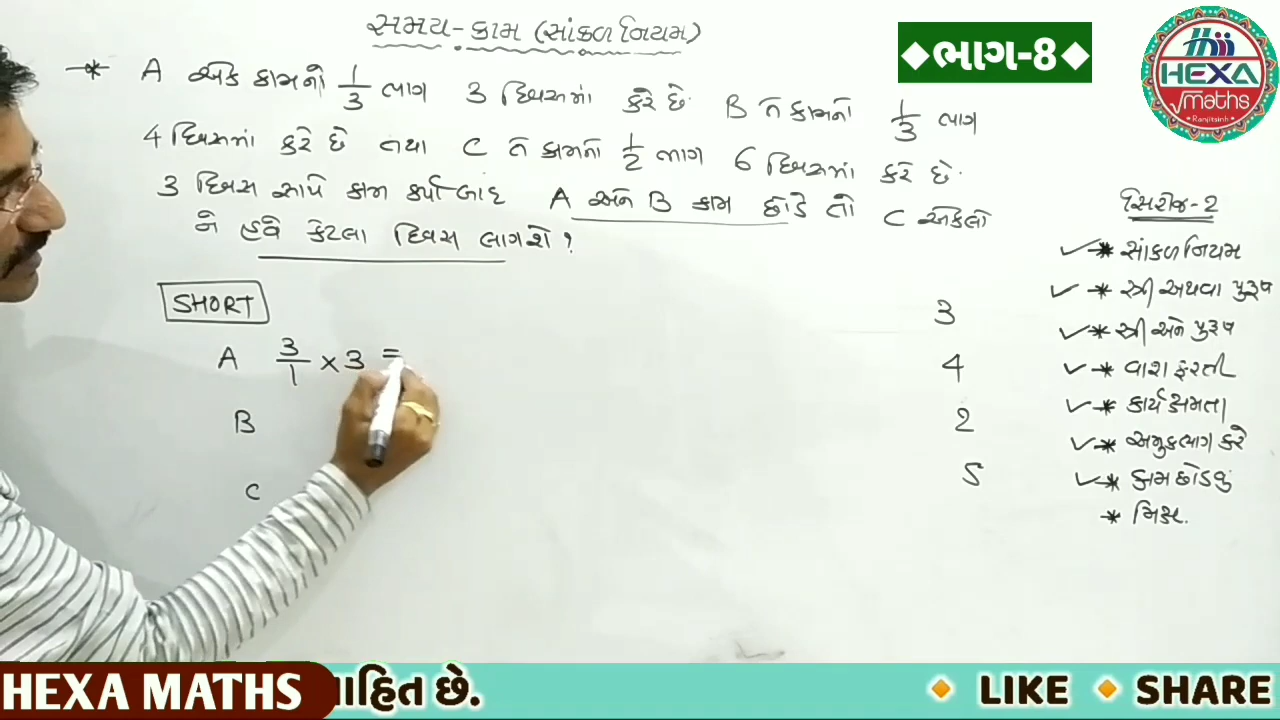 સમય-કામ (સાંકળ નિયમ)
* A એક કામનો 1/3 ભાગ 3 દિવસમાં કરે છે. B તે કામનો 1/3 ભાગ
4 દિવસમાં કરે છે તથા C તે કામનો 1/2 ભાગ 6 દિવસમાં કરે છે.
3 દિવસ સાથે કામ કર્યા બાદ A અને B કામ છોડે તો C એકલો
ને હવે કેટલા દિવસ લાગશે ?
SHORT
A 3/1 × 3 =
B
C
3
4
2
5
◆ભાગ-8◆
HEXA
maths
Ranjitsinh
સિરીઝ-2
✓* સાંકળ નિયમ
✓* સ્ત્રી અથવા પુરૂષ
✓* સ્ત્રી અને પુરૂષ
✓* વારા ફરતી
✓* કાર્યક્ષમતા
✓* અમુકભાગ કરે
✓* કામ છોડવું
* મિક્સ.
HEXA MATHS
ાહિત છે.
🔸 LIKE 🔸 SHARE